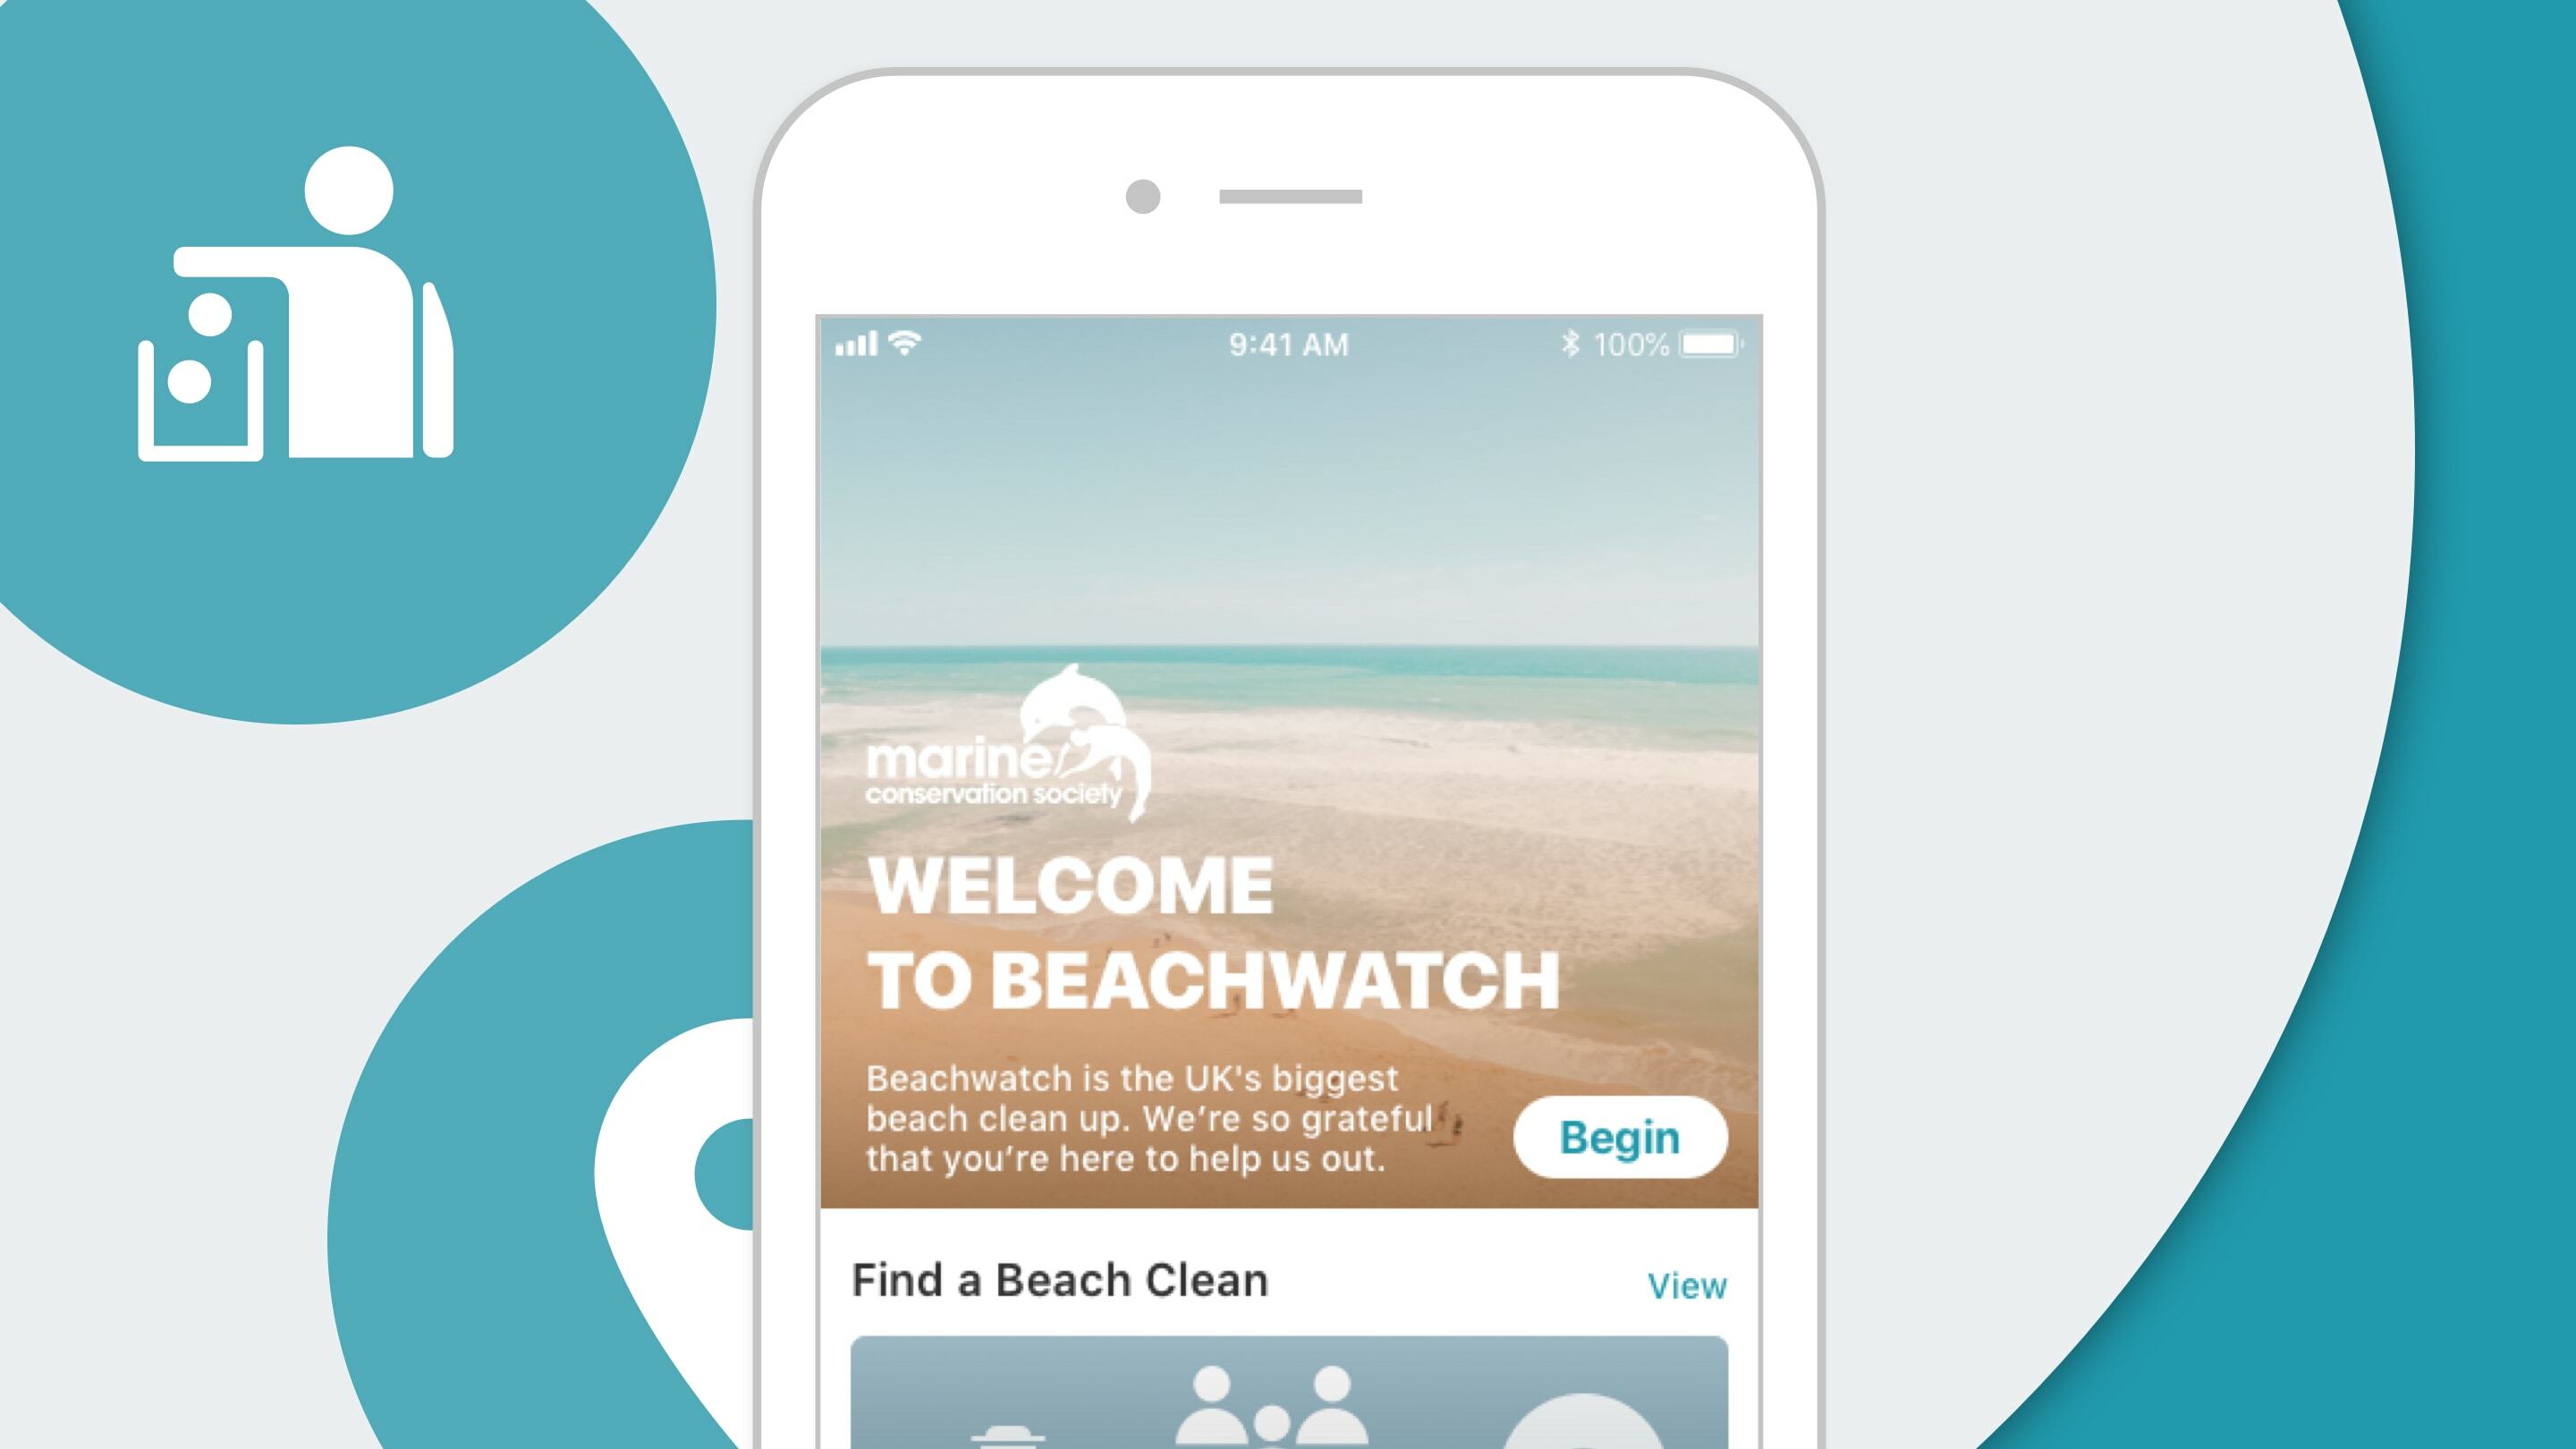 9:41 AM
100%
marine
conservation society
WELCOME
TO BEACHWATCH
Beachwatch is the UK's biggest
beach clean up. We’re so grateful
that you’re here to help us out.
Begin
Find a Beach Clean
View